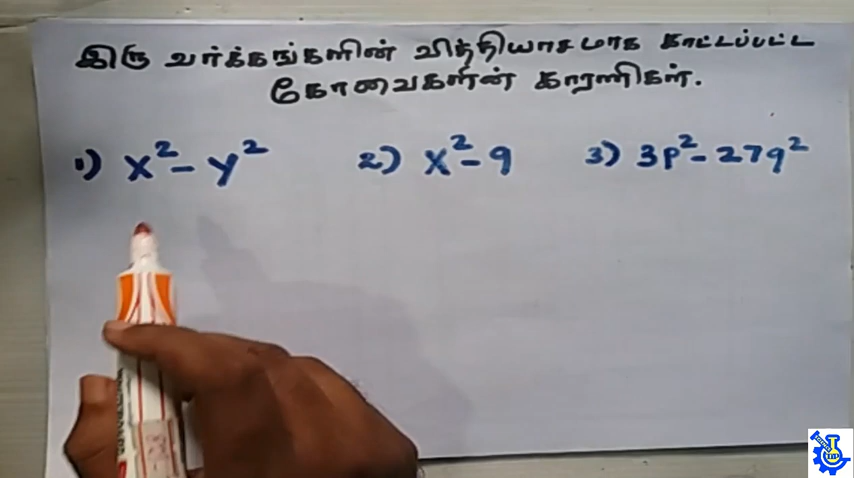 இரு வர்க்கங்களின் வித்தியாசமாக காட்டப்பட்ட
கோவைகளின் காரணிகள்.
1) x² - y² 2) x² - 9 3) 3p² - 27q²